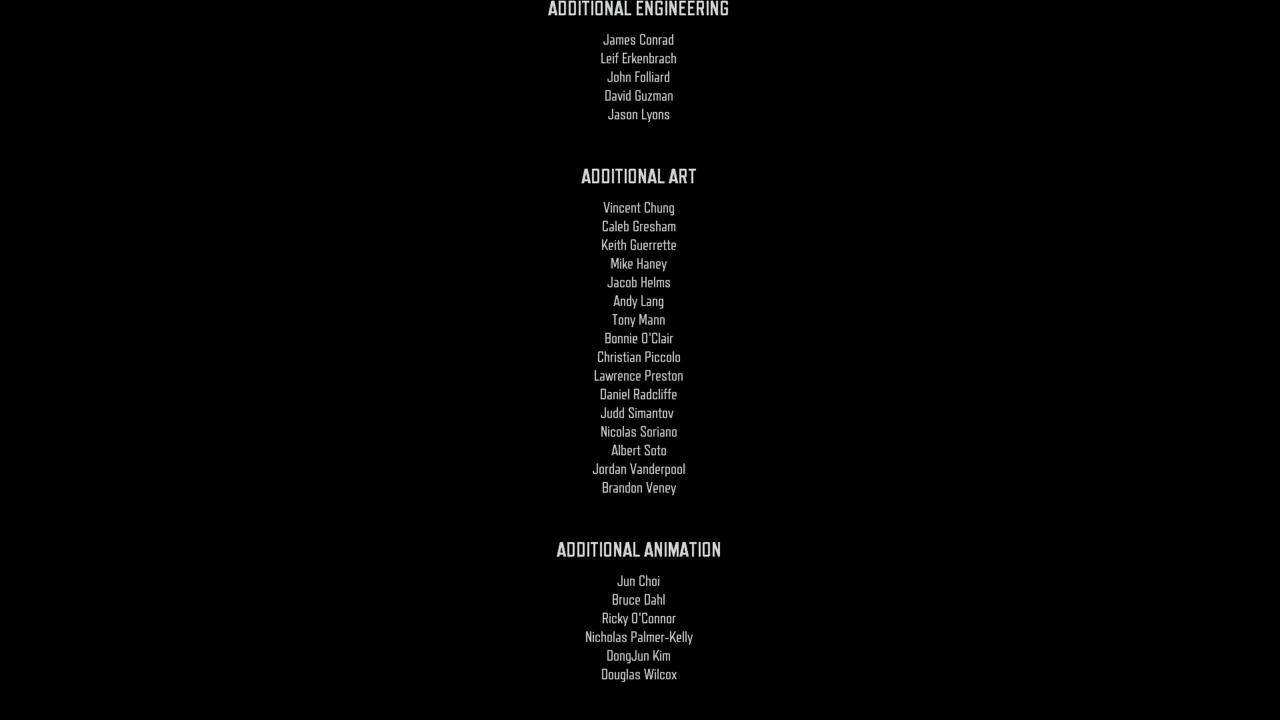 ADDITIONAL ENGINEERING
James Conrad
Leif Erkenbrach
John Folliard
David Guzman
Jason Lyons
ADDITIONAL ART
Vincent Chung
Caleb Gresham
Keith Guerrette
Mike Haney
Jacob Helms
Andy Lang
Tony Mann
Bonnie O'Clair
Christian Piccolo
Lawrence Preston
Daniel Radcliffe
Judd Simantov
Nicolas Soriano
Albert Soto
Jordan Vanderpool
Brandon Veney
ADDITIONAL ANIMATION
Jun Choi
Bruce Dahl
Ricky O'Connor
Nicholas Palmer-Kelly
DongJun Kim
Douglas Wilcox